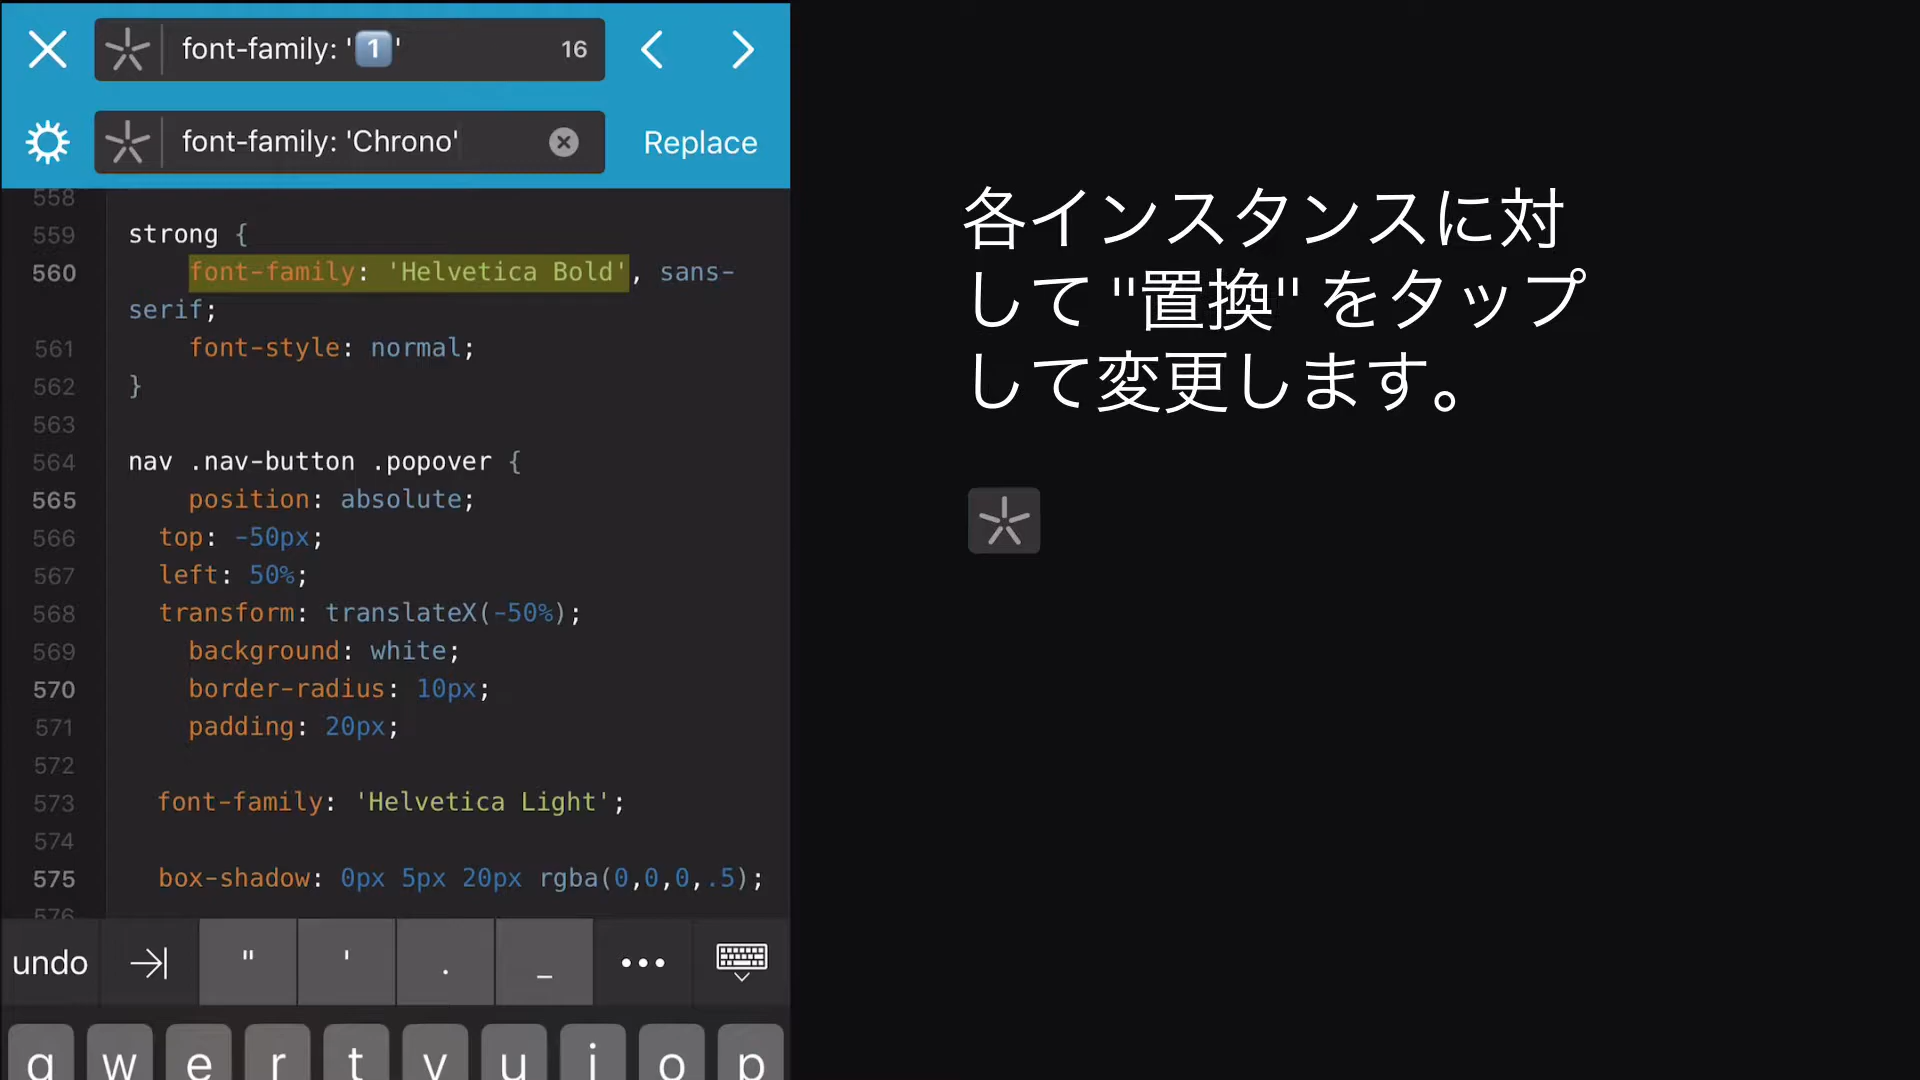 font-family: '1' 16
font-family: 'Chrono' Replace
558
559 strong {
560 font-family: 'Helvetica Bold', sans-
serif;
561 font-style: normal;
562 }
563
564 nav .nav-button .popover {
565 position: absolute;
566 top: -50px;
567 left: 50%;
568 transform: translateX(-50%);
569 background: white;
570 border-radius: 10px;
571 padding: 20px;
572
573 font-family: 'Helvetica Light';
574
575 box-shadow: 0px 5px 20px rgba(0,0,0,.5);
576
undo " ' . _ •••
q w e r t y u i o p
各インスタンスに対
して "置換" をタップ
して変更します。